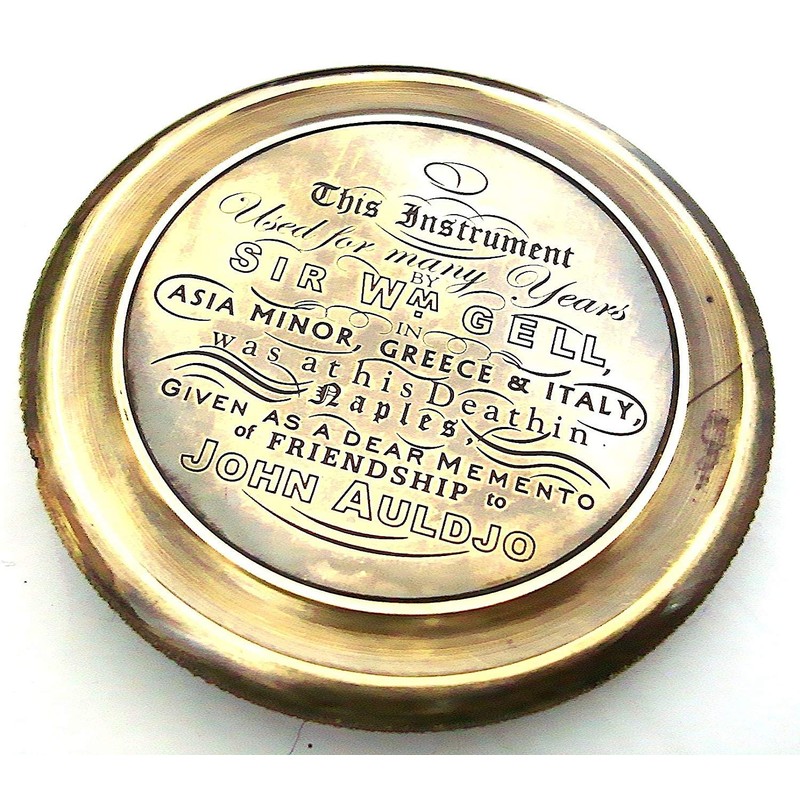 This Instrument
Used for many Years
BY
SIR Wm GELL,
IN
ASIA MINOR, GREECE & ITALY,
was at his Death in
Naples,
GIVEN AS A DEAR MEMENTO
of FRIENDSHIP to
JOHN AULDJO